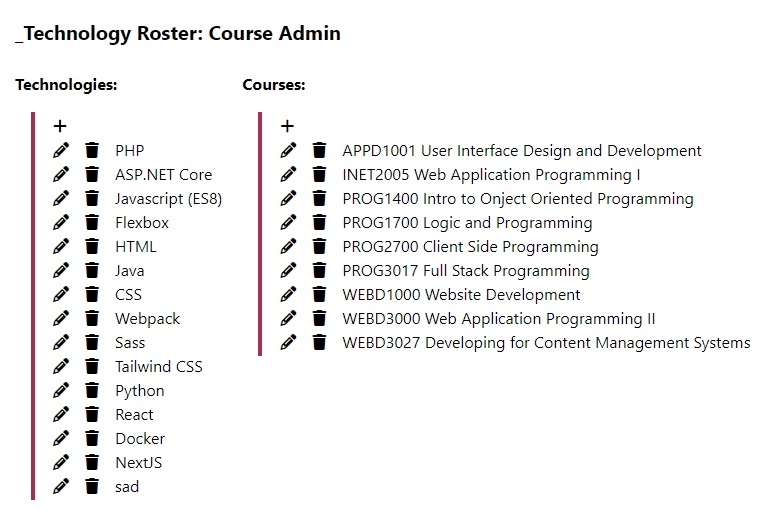 _Technology Roster: Course Admin
Technologies:
+
PHP
ASP.NET Core
Javascript (ES8)
Flexbox
HTML
Java
CSS
Webpack
Sass
Tailwind CSS
Python
React
Docker
NextJS
sad
Courses:
+
APPD1001 User Interface Design and Development
INET2005 Web Application Programming I
PROG1400 Intro to Onject Oriented Programming
PROG1700 Logic and Programming
PROG2700 Client Side Programming
PROG3017 Full Stack Programming
WEBD1000 Website Development
WEBD3000 Web Application Programming II
WEBD3027 Developing for Content Management Systems